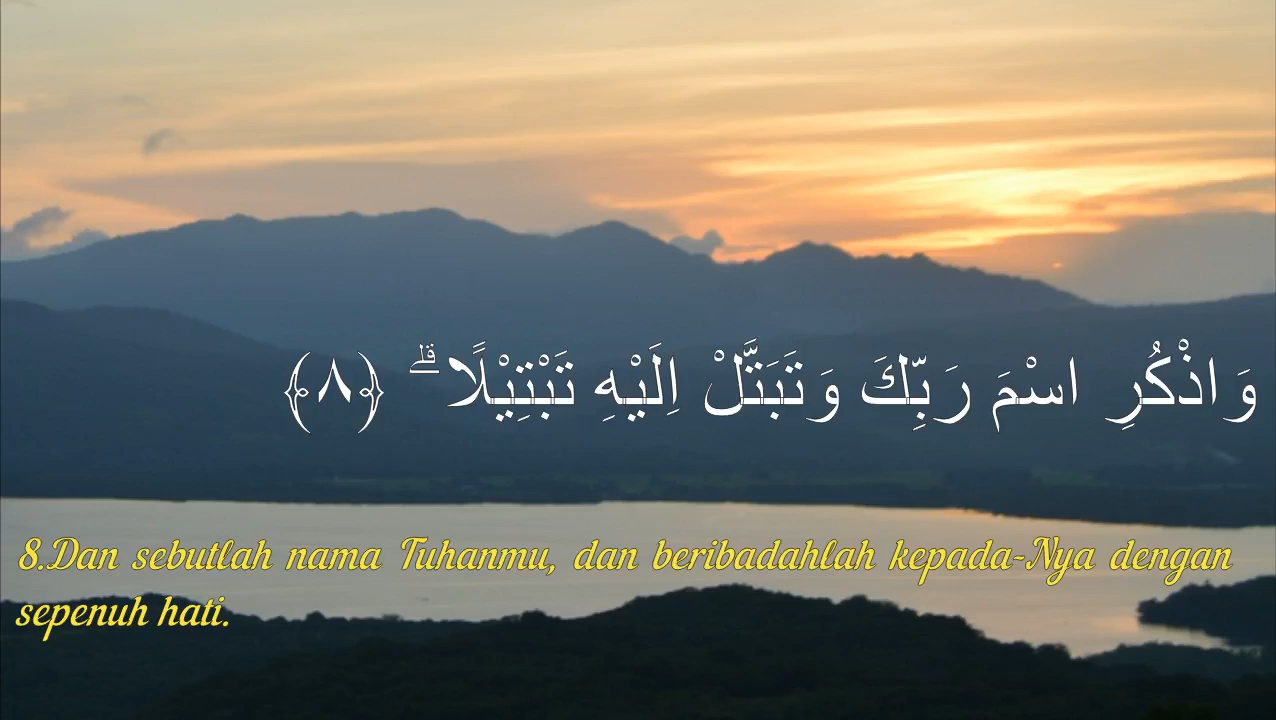 وَاذْكُرِ اسْمَ رَبِّكَ وَتَبَتَّلْ اِلَيْهِ تَبْتِيْلًاۗ ﴿٨﴾
8.Dan sebutlah nama Tuhanmu, dan beribadahlah kepada-Nya dengan
sepenuh hati.